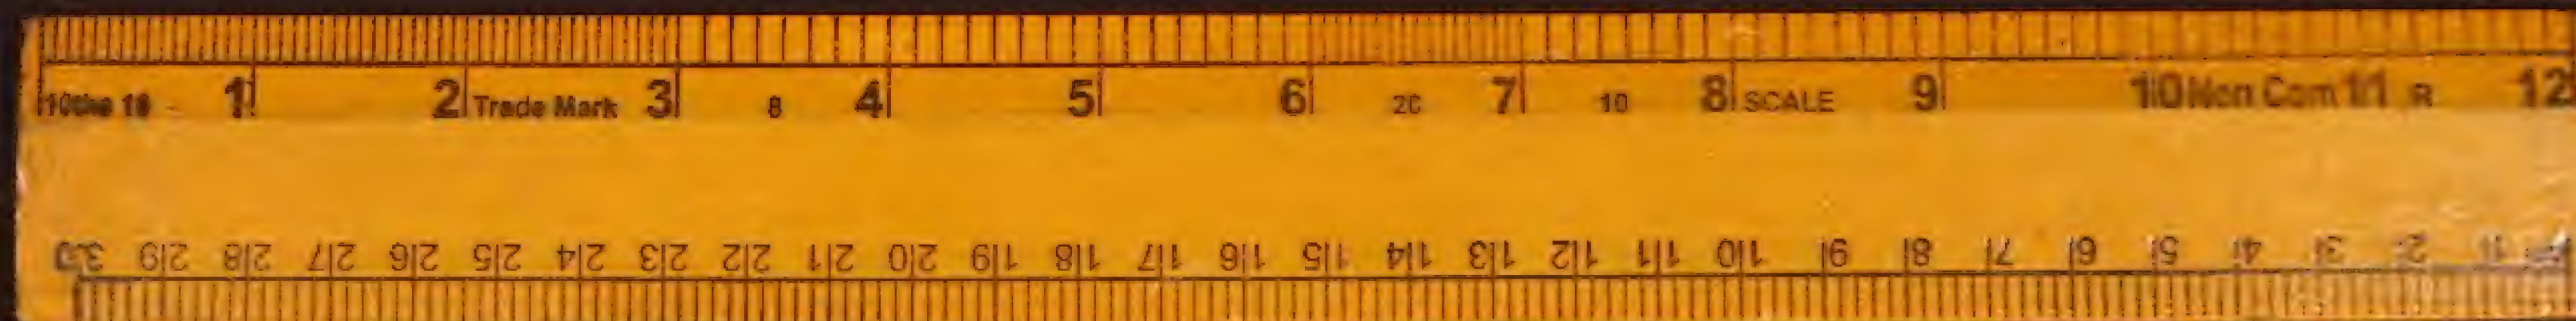 10ths 16 1 2 Trade Mark 3 8 4 5 6 20 7 10 8 SCALE 9 10 Non Com 11 R 12
30 29 28 27 26 25 24 23 22 21 20 19 18 17 16 15 14 13 12 11 10 9 8 7 6 5 4 3 2 1